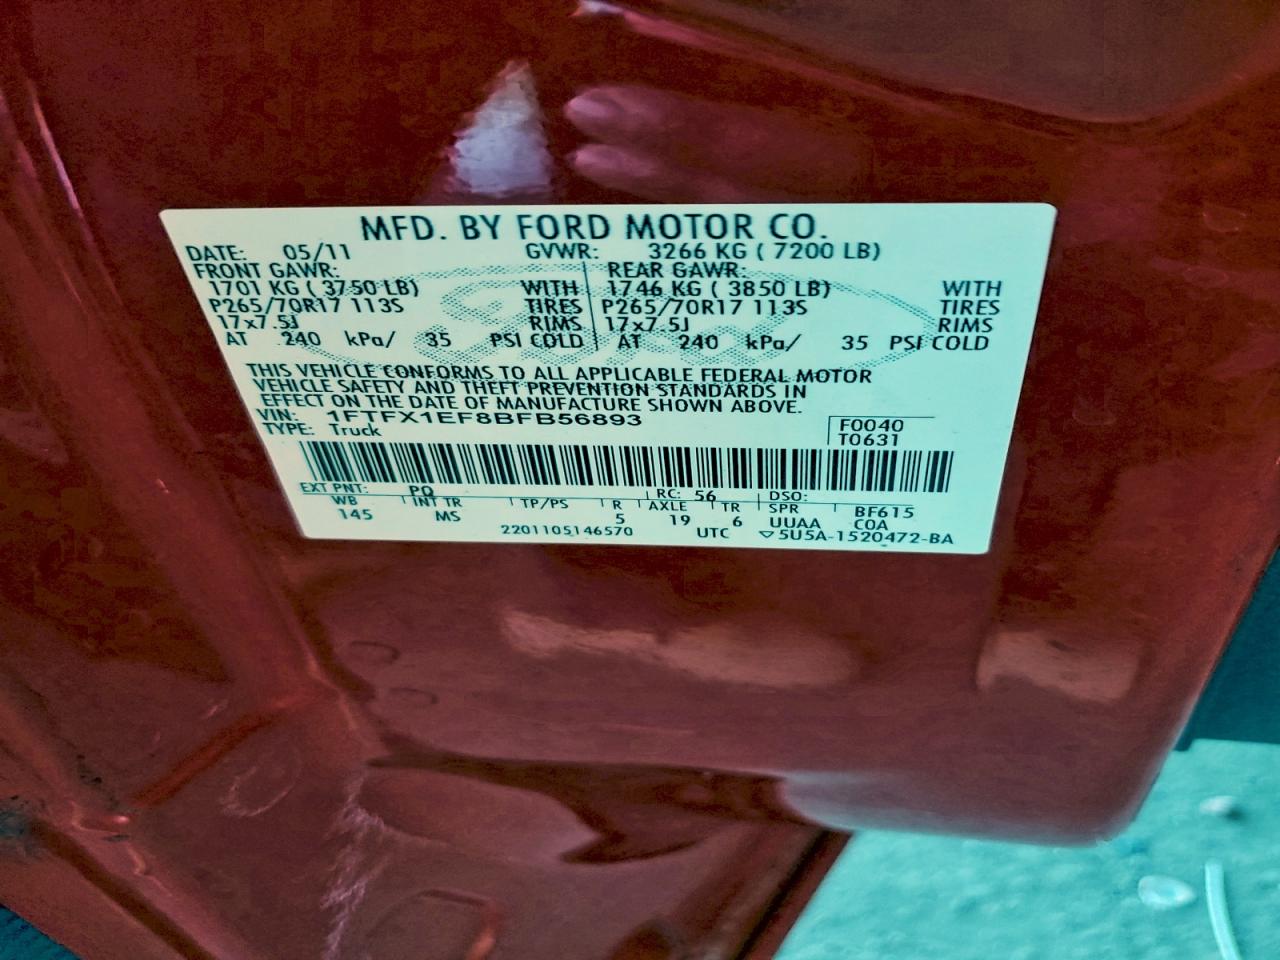 MFD. BY FORD MOTOR CO.
DATE: 05/11 GVWR: 3266 KG ( 7200 LB)
FRONT GAWR: REAR GAWR:
1701 KG ( 3750 LB) WITH 1746 KG ( 3850 LB) WITH
P265/70R17 113S TIRES P265/70R17 113S TIRES
17x7.5J RIMS 17x7.5J RIMS
AT 240 kPa/ 35 PSI COLD AT 240 kPa/ 35 PSI COLD
THIS VEHICLE CONFORMS TO ALL APPLICABLE FEDERAL MOTOR
VEHICLE SAFETY AND THEFT PREVENTION STANDARDS IN
EFFECT ON THE DATE OF MANUFACTURE SHOWN ABOVE.
VIN: 1FTFX1EF8BFB56893 F0040
TYPE: Truck T0631
EXT PNT: PQ RC: 56 DSO:
WB INT TR TP/PS R AXLE TR SPR BF615
145 MS 5 19 6 UUAA C0A
2201105146570 UTC ▽5U5A-1520472-BA